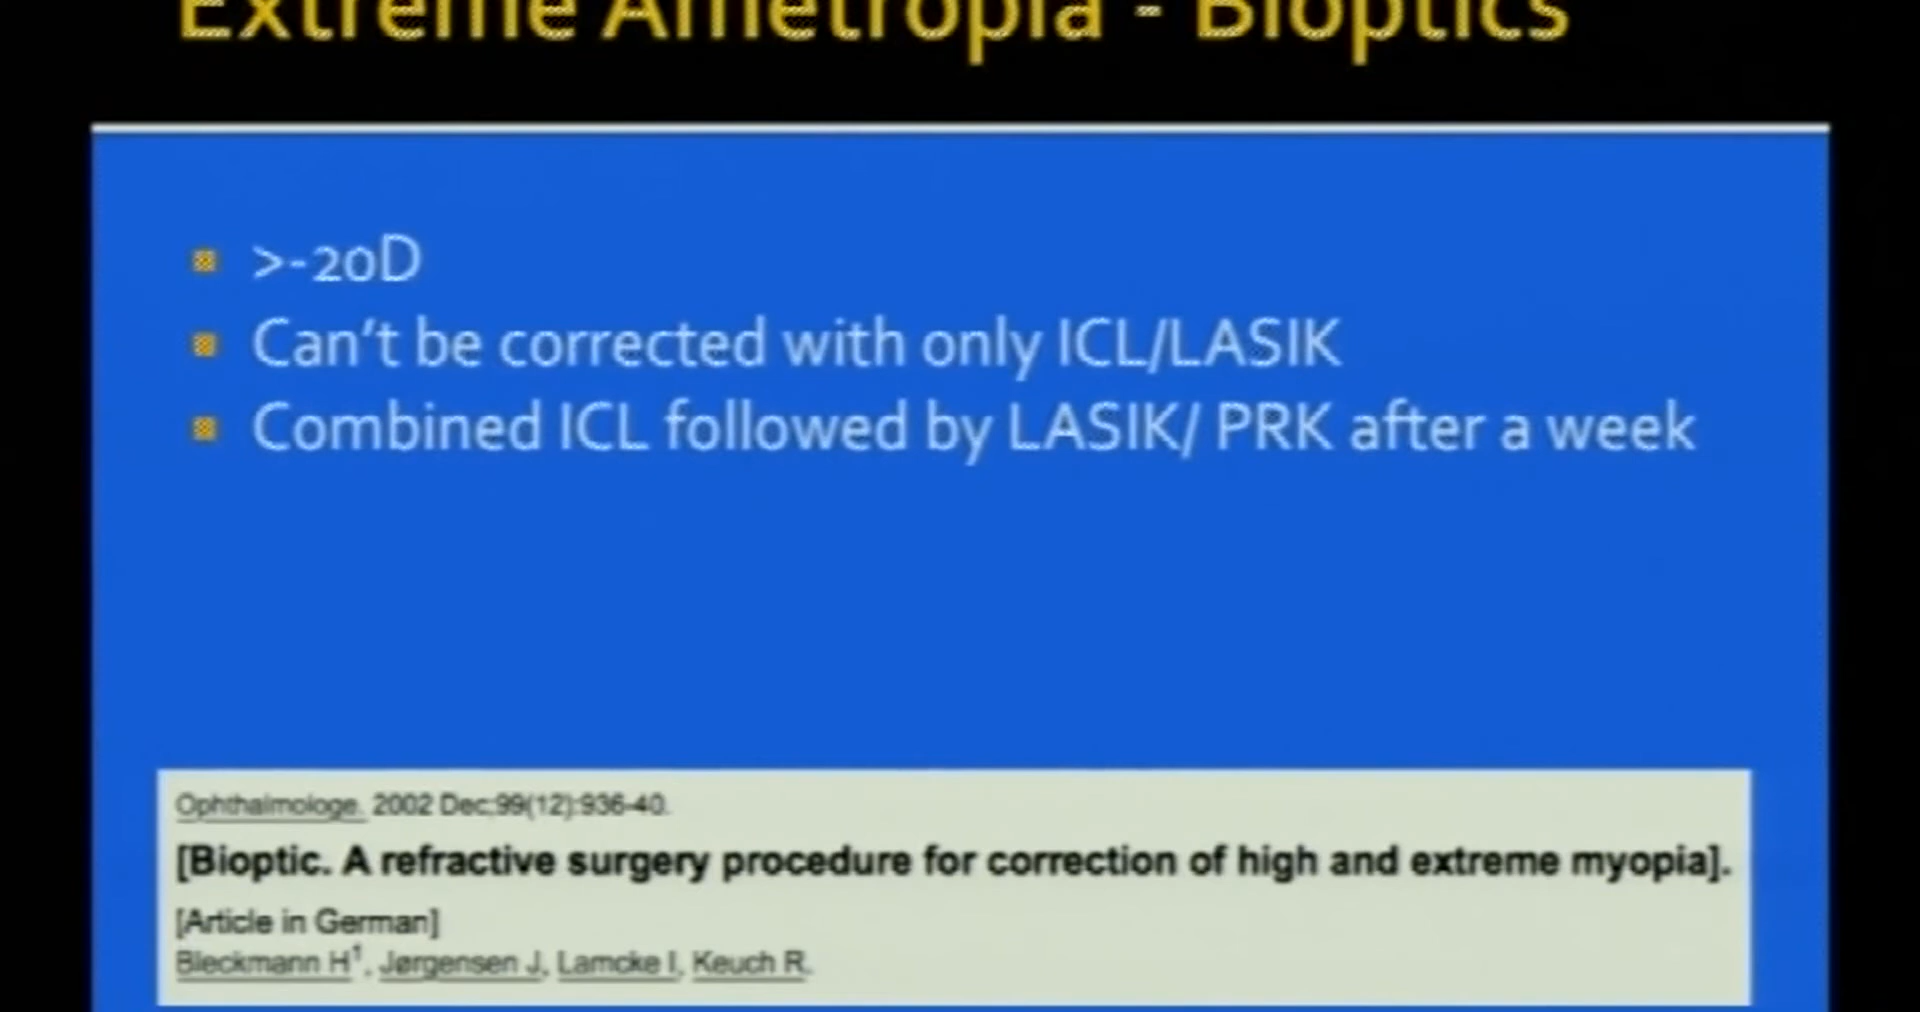 Extreme Ametropia - Bioptics
>-20D
Can't be corrected with only ICL/LASIK
Combined ICL followed by LASIK/ PRK after a week
Ophthalmologe. 2002 Dec;99(12):936-40.
[Bioptic. A refractive surgery procedure for correction of high and extreme myopia].
[Article in German]
Bleckmann H1, Jørgensen J, Lamcke I, Keuch R.